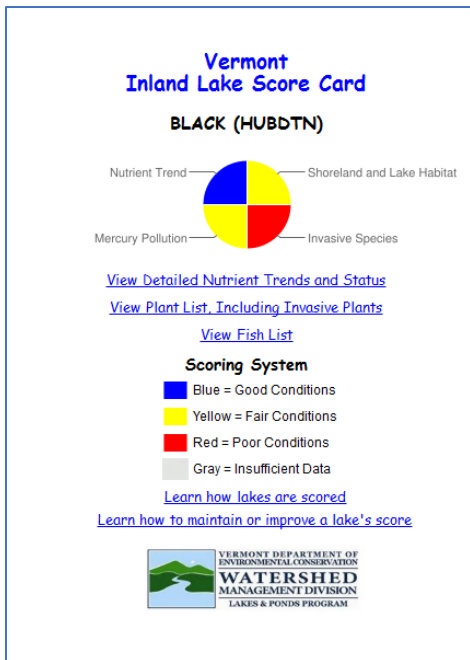 Vermont
Inland Lake Score Card
BLACK (HUBDTN)
Nutrient Trend
Shoreland and Lake Habitat
Mercury Pollution
Invasive Species
View Detailed Nutrient Trends and Status
View Plant List, Including Invasive Plants
View Fish List
Scoring System
Blue = Good Conditions
Yellow = Fair Conditions
Red = Poor Conditions
Gray = Insufficient Data
Learn how lakes are scored
Learn how to maintain or improve a lake's score
VERMONT DEPARTMENT OF
ENVIRONMENTAL CONSERVATION
WATERSHED
MANAGEMENT DIVISION
LAKES & PONDS PROGRAM